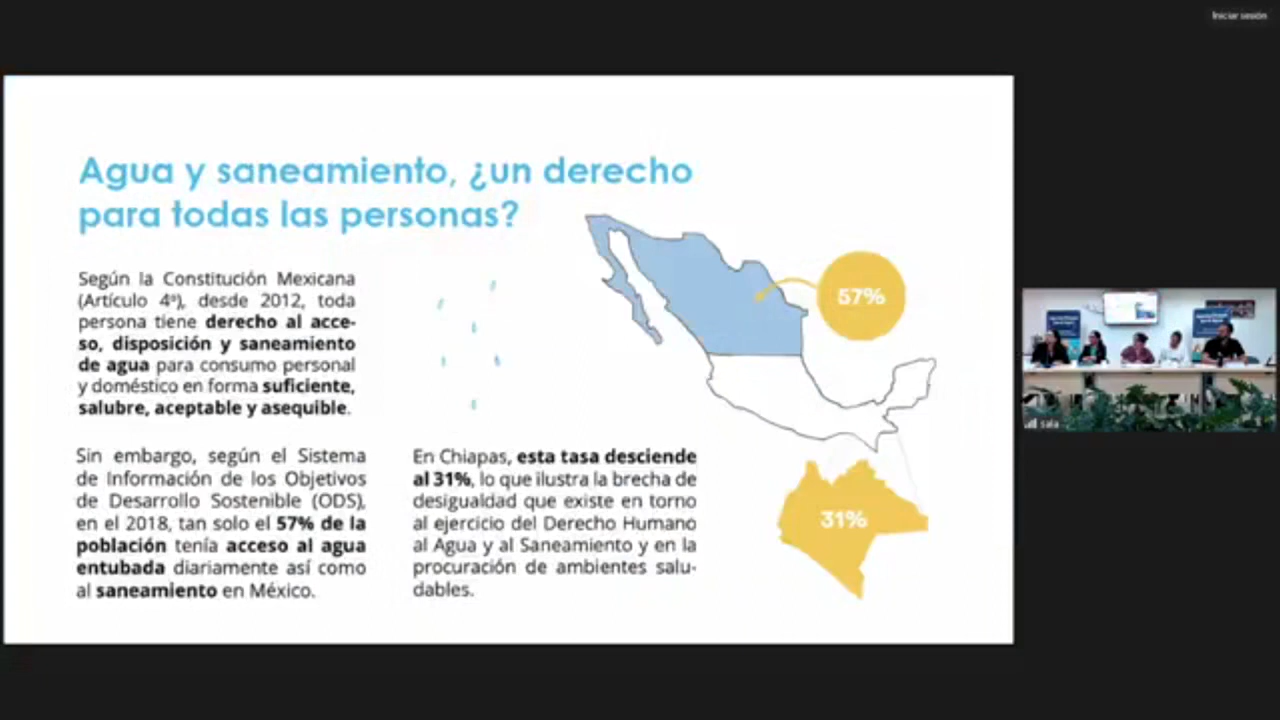 Iniciar sesión
Agua y saneamiento, ¿un derecho
para todas las personas?
Según la Constitución Mexicana
(Artículo 4º), desde 2012, toda
persona tiene derecho al acce-
so, disposición y saneamiento
de agua para consumo personal
y doméstico en forma suficiente,
salubre, aceptable y asequible.
Sin embargo, según el Sistema
de Información de los Objetivos
de Desarrollo Sostenible (ODS),
en el 2018, tan solo el 57% de la
población tenía acceso al agua
entubada diariamente así como
al saneamiento en México.
En Chiapas, esta tasa desciende
al 31%, lo que ilustra la brecha de
desigualdad que existe en torno
al ejercicio del Derecho Humano
al Agua y al Saneamiento y en la
procuración de ambientes salu-
dables.
57%
31%
sala